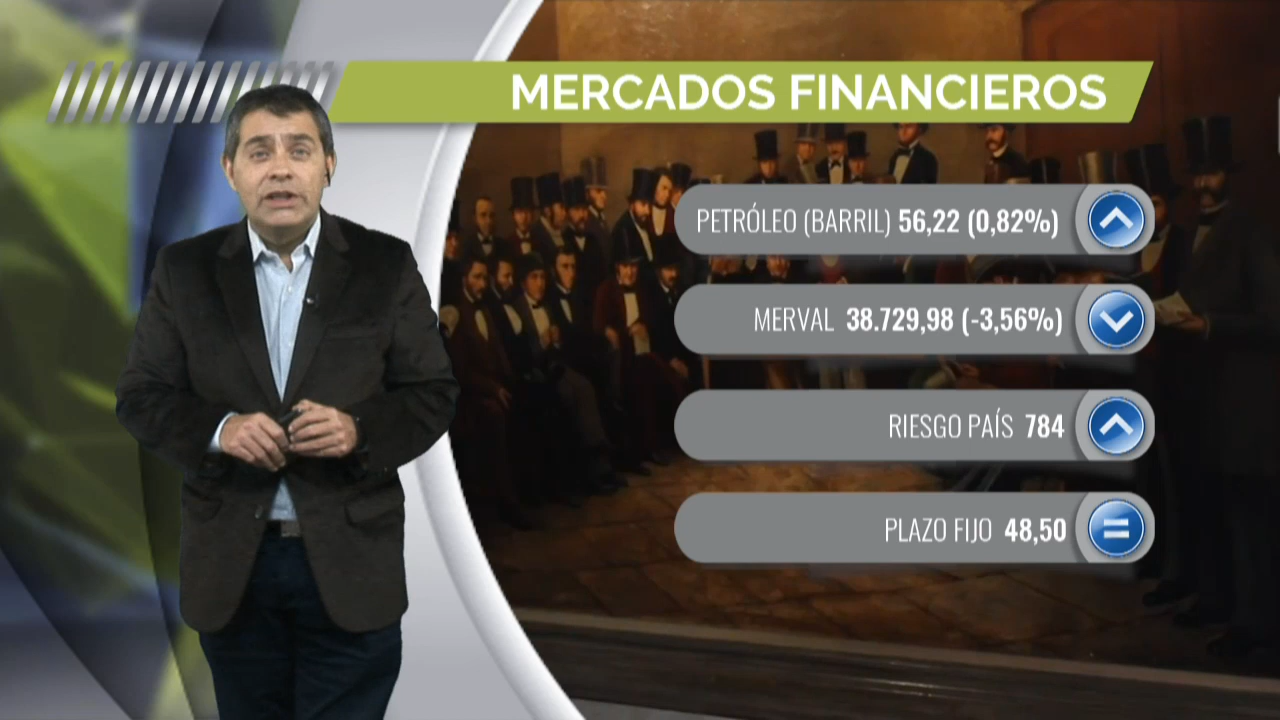 MERCADOS FINANCIEROS
PETRÓLEO (BARRIL) 56,22 (0,82%)
MERVAL 38.729,98 (-3,56%)
RIESGO PAÍS 784
PLAZO FIJO 48,50